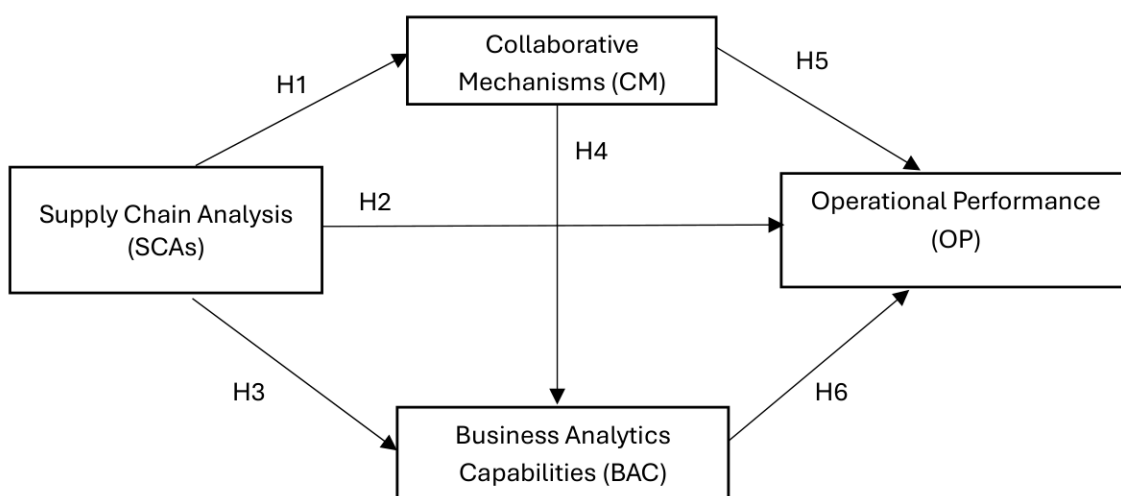 Collaborative
Mechanisms (CM)
H1
H5
H4
Supply Chain Analysis
(SCAs)
H2
Operational Performance
(OP)
H3
H6
Business Analytics
Capabilities (BAC)